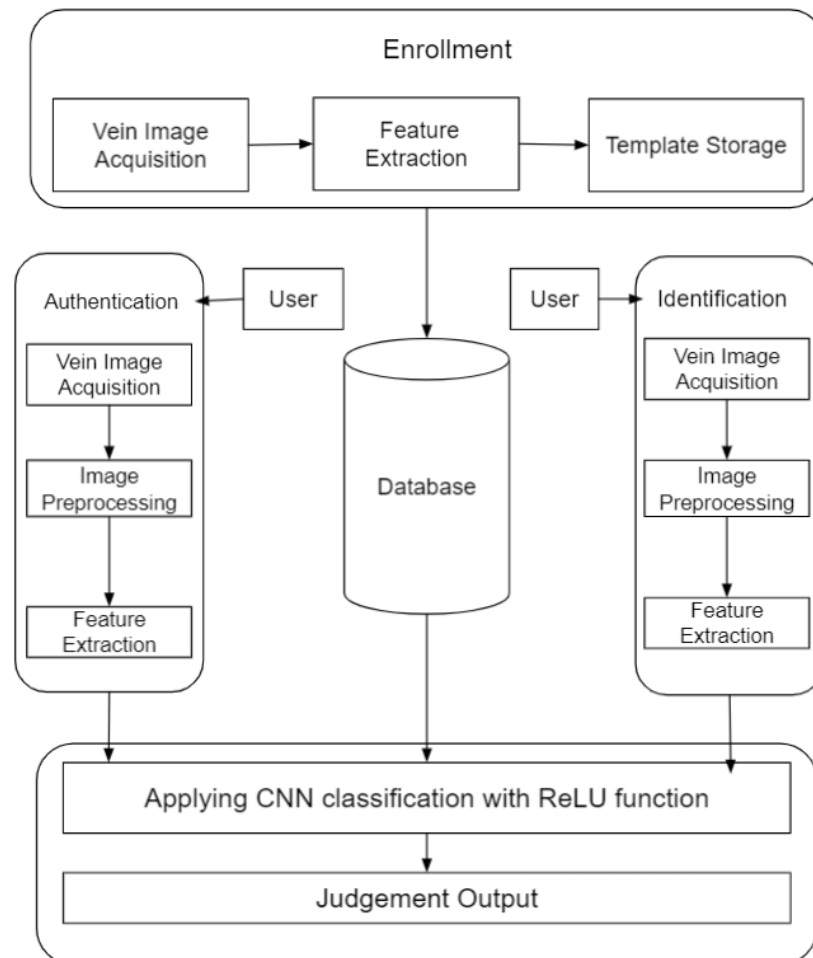 Enrollment
Vein Image
Acquisition
Feature
Extraction
Template Storage
Authentication
User
User
Identification
Vein Image
Acquisition
Image
Preprocessing
Feature
Extraction
Database
Vein Image
Acquisition
Image
Preprocessing
Feature
Extraction
Applying CNN classification with ReLU function
Judgement Output